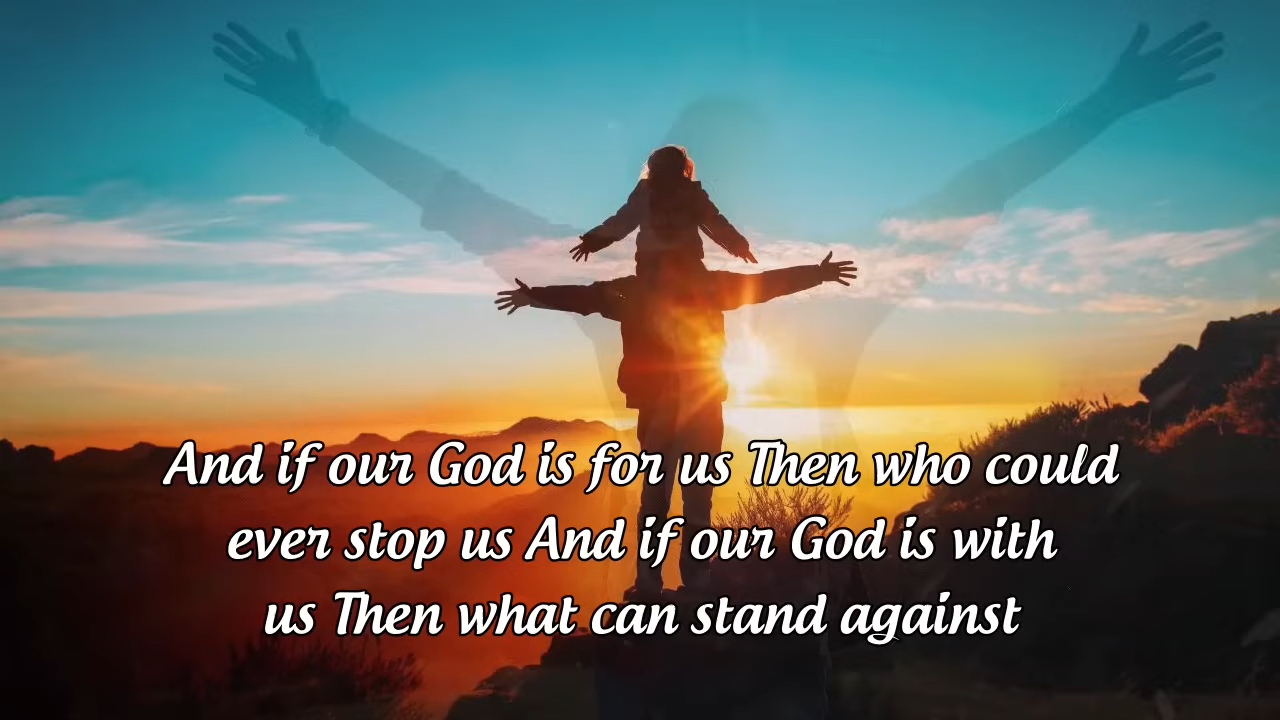 And if our God is for us Then who could
ever stop us And if our God is with
us Then what can stand against